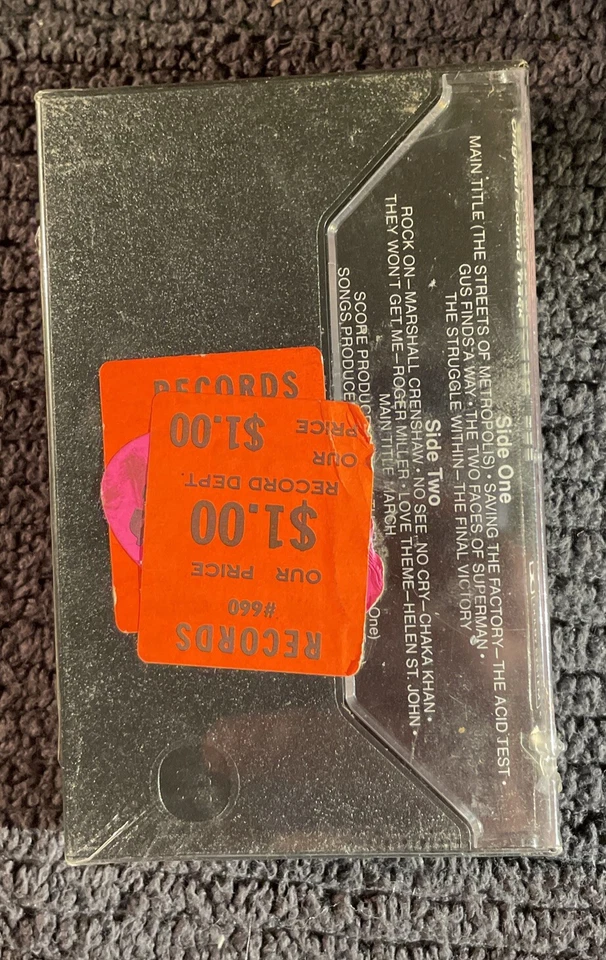 Side One
MAIN TITLE (THE STREETS OF METROPOLIS) • SAVING THE FACTORY–THE ACID TEST •
GUS FINDS A WAY • THE TWO FACES OF SUPERMAN •
THE STRUGGLE WITHIN – THE FINAL VICTORY
Side Two
ROCK ON–MARSHALL CRENSHAW • NO SEE, NO CRY–CHAKA KHAN •
THEY WON'T GET ME–ROGER MILLER • LOVE THEME–HELEN ST. JOHN •
MAIN TITLE MARCH
SCORE PRODUC
SONGS PRODUCE
One)
RECORDS
#660
OUR PRICE
$1.00
RECORD DEPT.
OUR
PRICE
$1.00
RECORDS